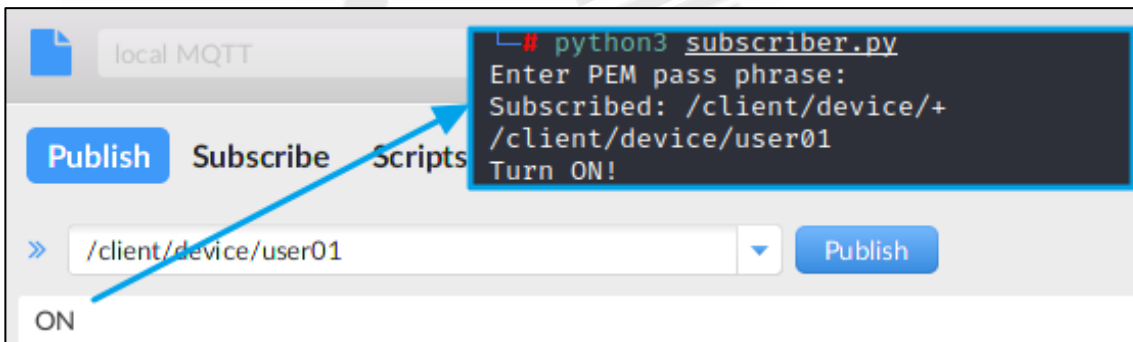 local MQTT
└─# python3 subscriber.py
Enter PEM pass phrase:
Subscribed: /client/device/+
/client/device/user01
Turn ON!
Publish Subscribe Scripts
» /client/device/user01 Publish
ON